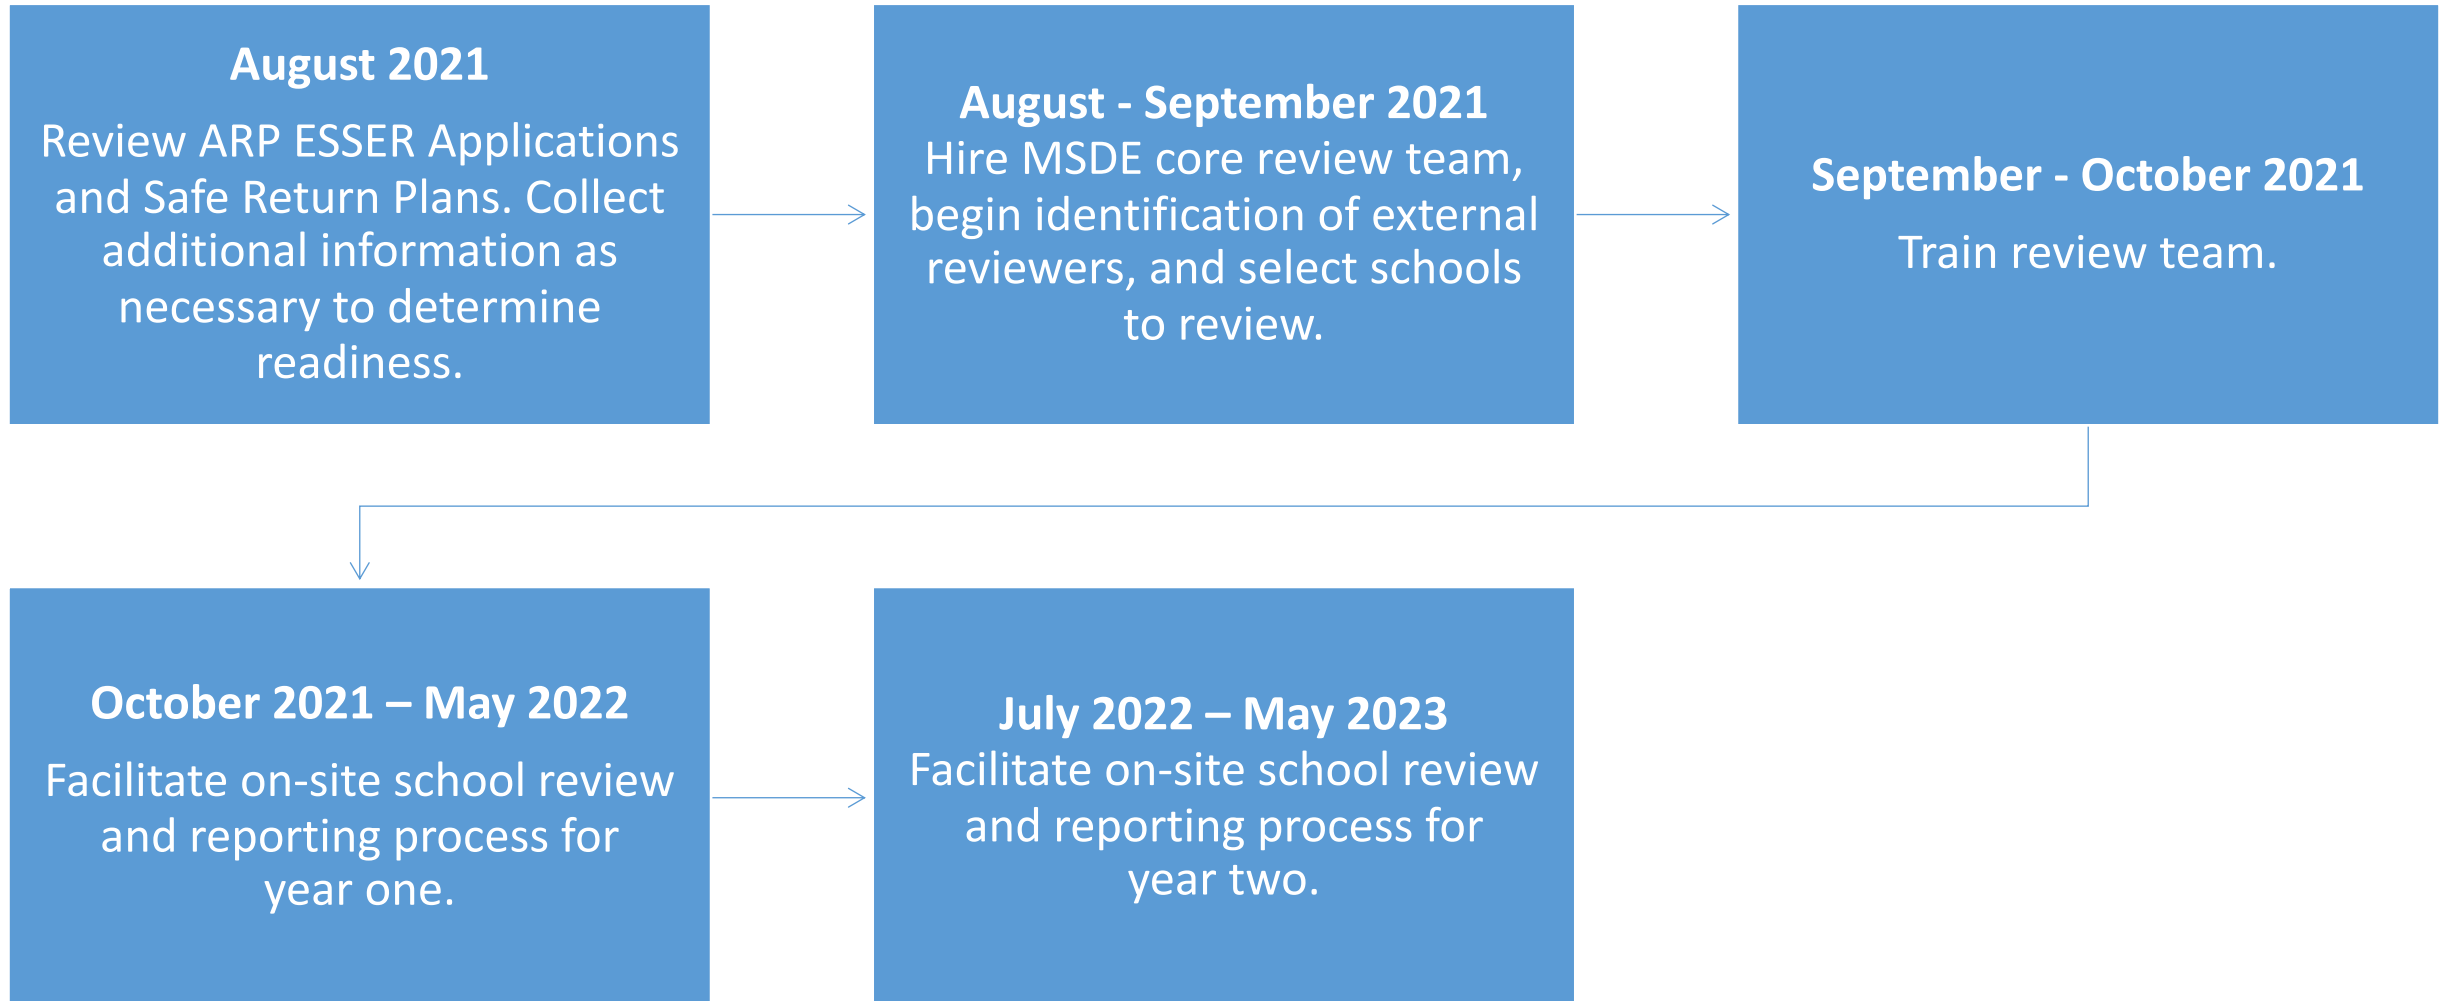 August 2021
Review ARP ESSER Applications
and Safe Return Plans. Collect
additional information as
necessary to determine
readiness.
August - September 2021
Hire MSDE core review team,
begin identification of external
reviewers, and select schools
to review.
September - October 2021
Train review team.
October 2021 – May 2022
Facilitate on-site school review
and reporting process for
year one.
July 2022 – May 2023
Facilitate on-site school review
and reporting process for
year two.